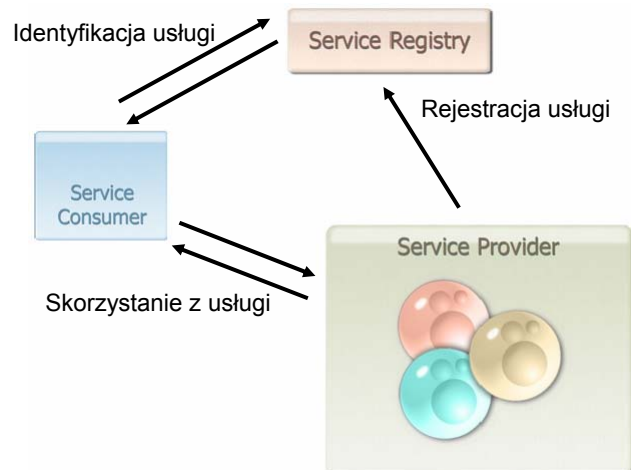 Identyfikacja usługi
Service Registry
Rejestracja usługi
Service
Consumer
Service Provider
Skorzystanie z usługi